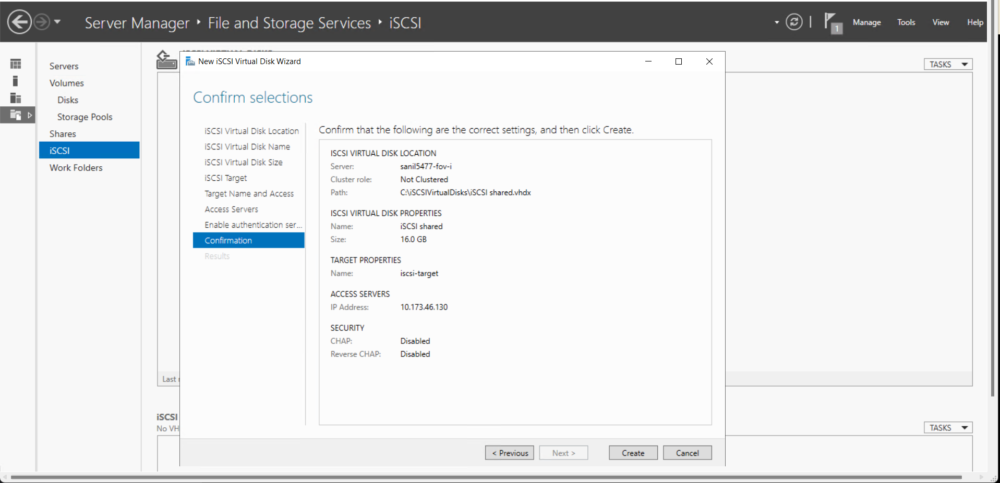 Server Manager ‣ File and Storage Services ‣ iSCSI
1
Manage
Tools
View
Help
Servers
Volumes
Disks
Storage Pools
Shares
iSCSI
Work Folders
TASKS
New iSCSI Virtual Disk Wizard
Confirm selections
iSCSI Virtual Disk Location
iSCSI Virtual Disk Name
iSCSI Virtual Disk Size
iSCSI Target
Target Name and Access
Access Servers
Enable authentication ser...
Confirmation
Results
Confirm that the following are the correct settings, and then click Create.
ISCSI VIRTUAL DISK LOCATION
Server: sanil5477-fov-i
Cluster role: Not Clustered
Path: C:\iSCSIVirtualDisks\iSCSI shared.vhdx
ISCSI VIRTUAL DISK PROPERTIES
Name: iSCSI shared
Size: 16.0 GB
TARGET PROPERTIES
Name: iscsi-target
ACCESS SERVERS
IP Address: 10.173.46.130
SECURITY
CHAP: Disabled
Reverse CHAP: Disabled
Last
iSCSI
No VH
TASKS
< Previous
Next >
Create
Cancel